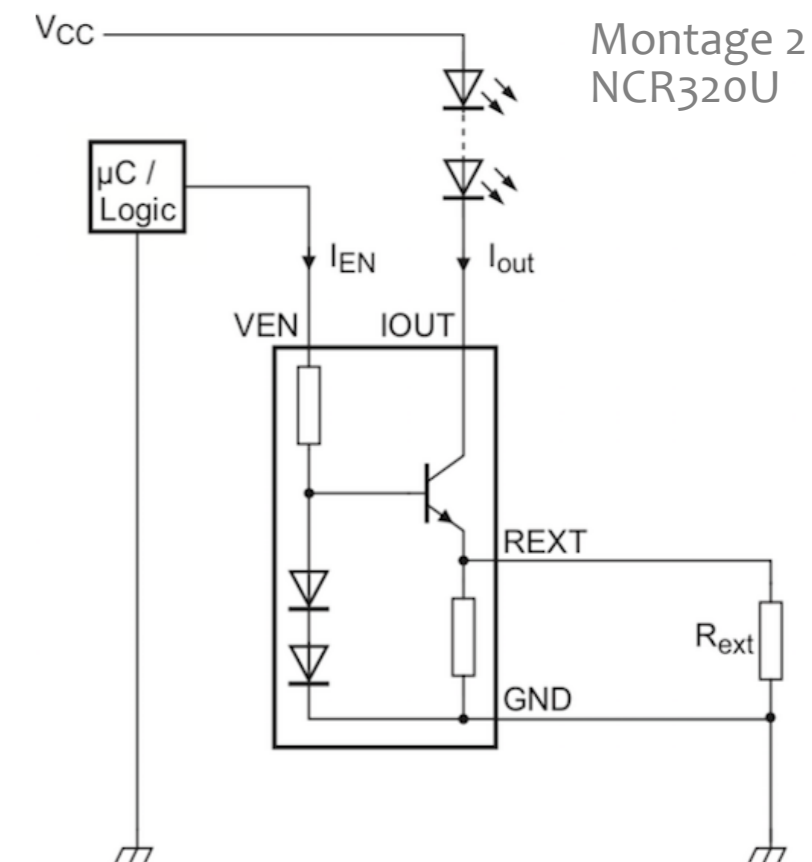 Montage 2
NCR320U
VCC
µC /
Logic
IEN
Iout
VEN
IOUT
REXT
Rext
GND